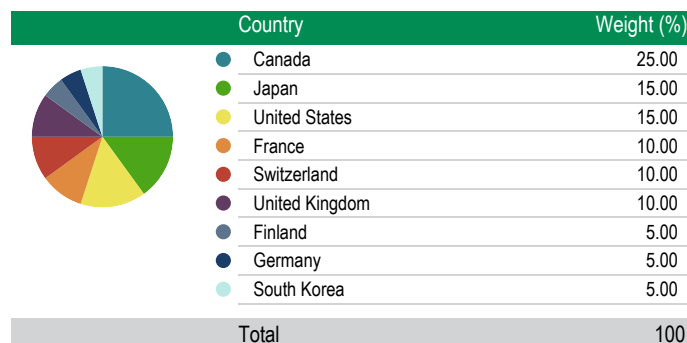 Country Weight (%)
Canada 25.00
Japan 15.00
United States 15.00
France 10.00
Switzerland 10.00
United Kingdom 10.00
Finland 5.00
Germany 5.00
South Korea 5.00
Total 100